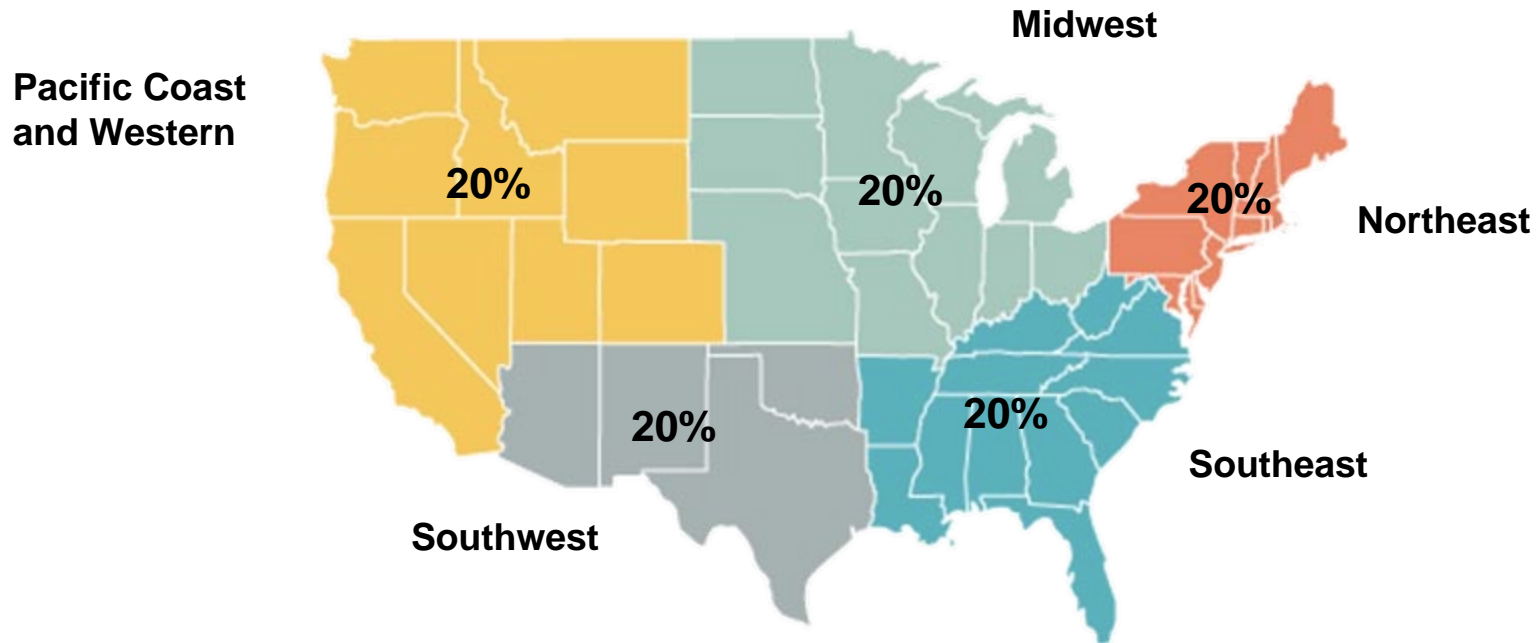 Midwest
Pacific Coast
and Western
20%
20%
20%
Northeast
20%
20%
Southeast
Southwest